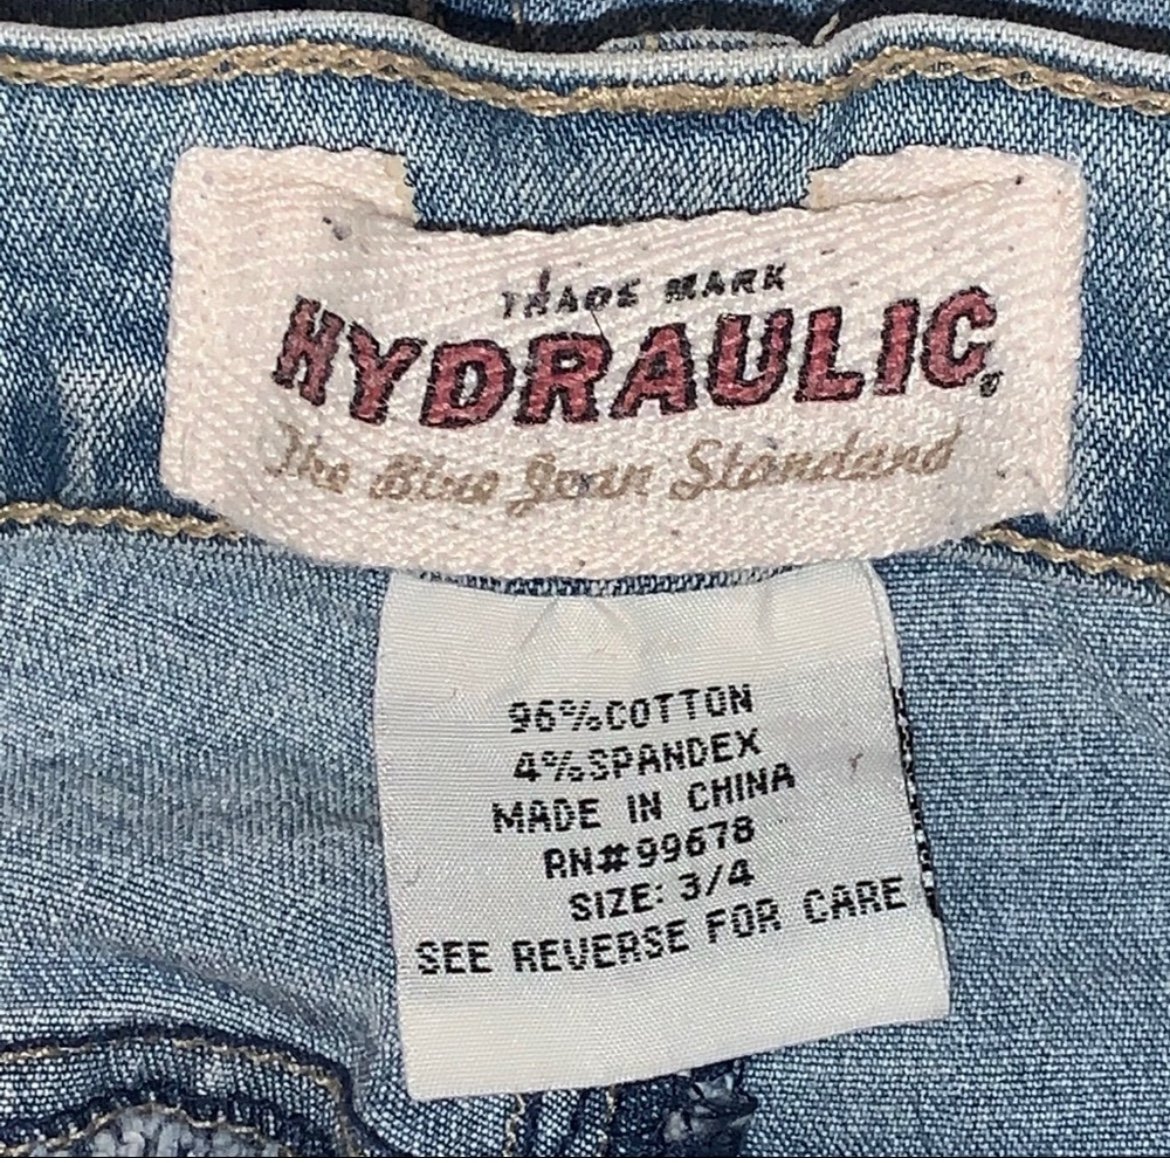 TRADE MARK
HYDRAULIC®
The Blue Jean Standard
96%COTTON
4%SPANDEX
MADE IN CHINA
RN#99678
SIZE: 3/4
SEE REVERSE FOR CARE